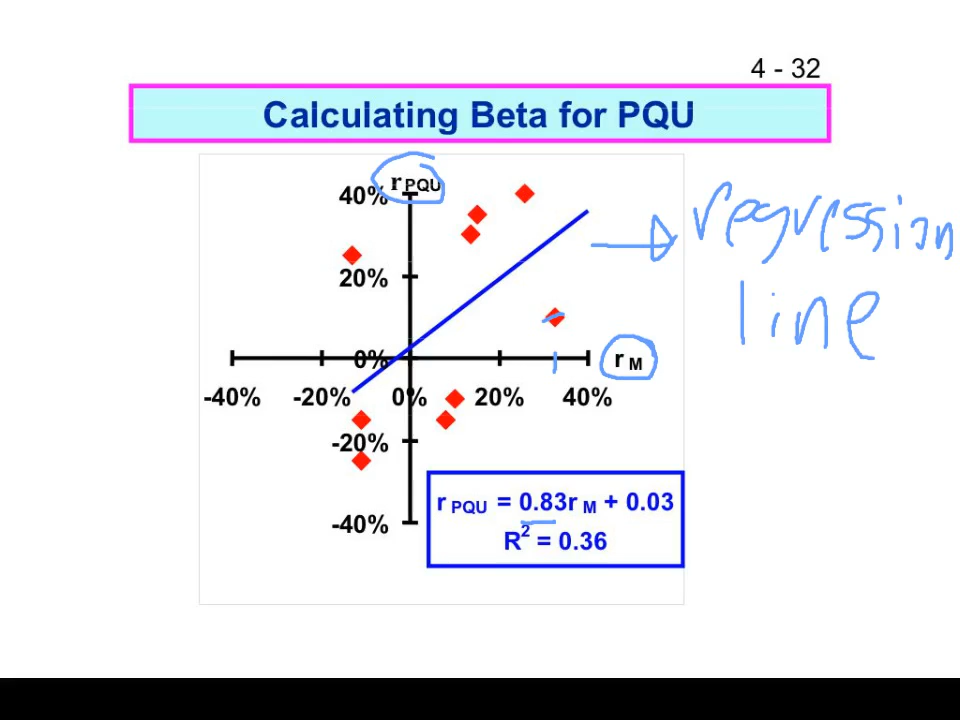 4 - 32
Calculating Beta for PQU
r PQU
40%
20%
0%
r M
-40% -20% 0% 20% 40%
-20%
-40%
r PQU = 0.83r M + 0.03
R² = 0.36
regression
line